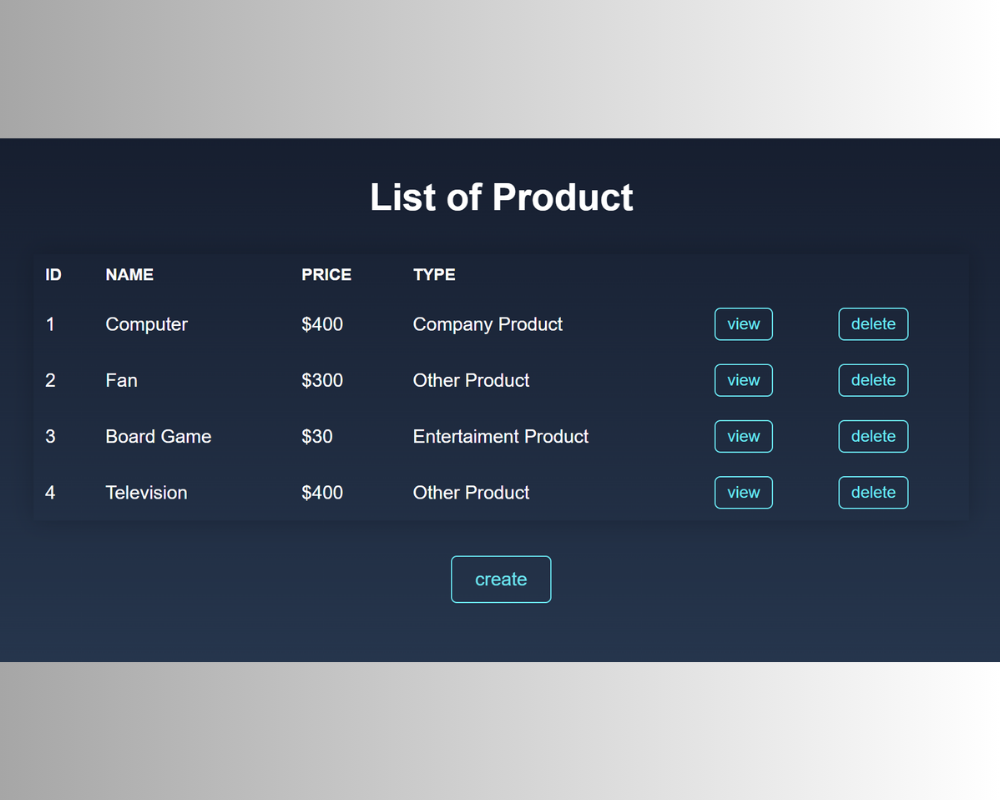 List of Product
ID NAME PRICE TYPE
1 Computer $400 Company Product view delete
2 Fan $300 Other Product view delete
3 Board Game $30 Entertaiment Product view delete
4 Television $400 Other Product view delete
create